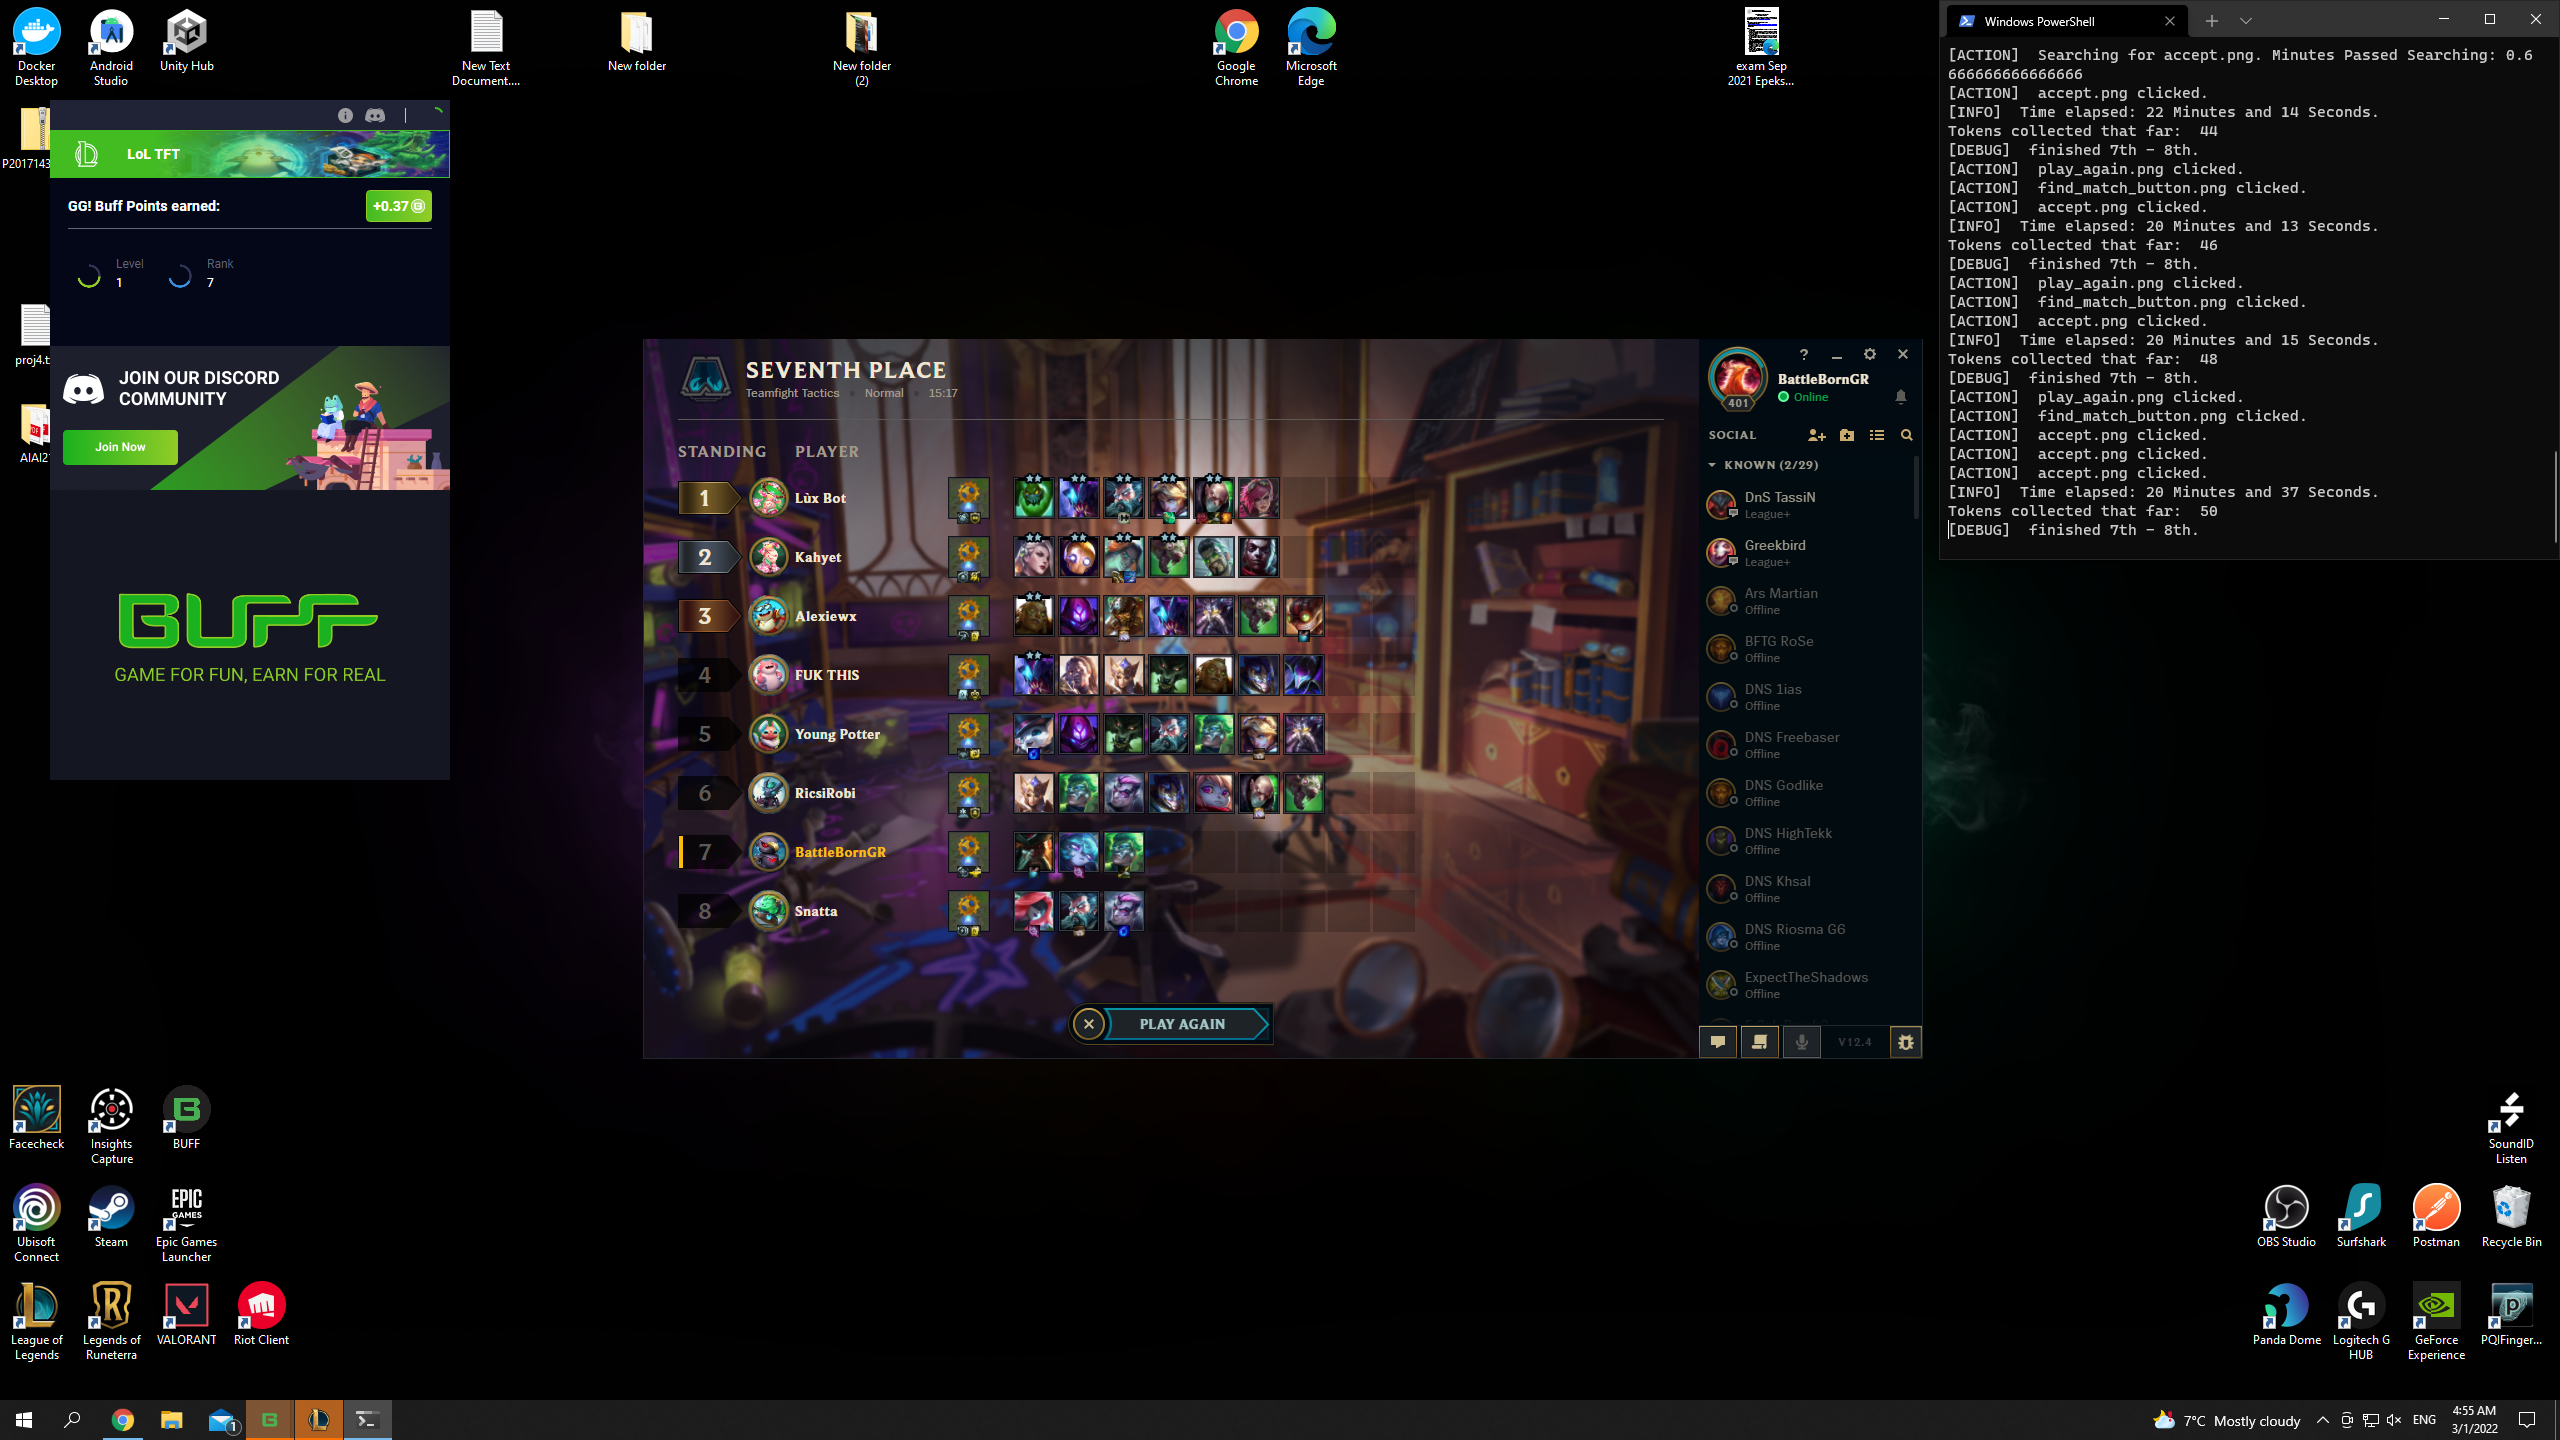 Docker
Desktop
Android
Studio
Unity Hub
New Text
Document....
New folder
New folder
(2)
Google
Chrome
Microsoft
Edge
exam Sep
2021 Epeks...
P2017143
proj4.t
AIAI2
LoL TFT
GG! Buff Points earned:
+0.37
Level
1
Rank
7
JOIN OUR DISCORD
COMMUNITY
Join Now
BUFF
GAME FOR FUN, EARN FOR REAL
SEVENTH PLACE
Teamfight Tactics • Normal • 15:17
STANDING PLAYER
1 Lùx Bot
2 Kahyet
3 Alexiewx
4 FUK THIS
5 Young Potter
6 RicsiRobi
7 BattleBornGR
8 Snatta
PLAY AGAIN
?
BattleBornGR
Online
401
SOCIAL
KNOWN (2/29)
DnS TassiN
League+
Greekbird
League+
Ars Martian
Offline
BFTG RoSe
Offline
DNS 1ias
Offline
DNS Freebaser
Offline
DNS Godlike
Offline
DNS HighTekk
Offline
DNS Khsal
Offline
DNS Riosma G6
Offline
ExpectTheShadows
Offline
V12.4
Windows PowerShell
[ACTION]  Searching for accept.png. Minutes Passed Searching: 0.6
666666666666666
[ACTION]  accept.png clicked.
[INFO]  Time elapsed: 22 Minutes and 14 Seconds.
Tokens collected that far:  44
[DEBUG]  finished 7th - 8th.
[ACTION]  play_again.png clicked.
[ACTION]  find_match_button.png clicked.
[ACTION]  accept.png clicked.
[INFO]  Time elapsed: 20 Minutes and 13 Seconds.
Tokens collected that far:  46
[DEBUG]  finished 7th - 8th.
[ACTION]  play_again.png clicked.
[ACTION]  find_match_button.png clicked.
[ACTION]  accept.png clicked.
[INFO]  Time elapsed: 20 Minutes and 15 Seconds.
Tokens collected that far:  48
[DEBUG]  finished 7th - 8th.
[ACTION]  play_again.png clicked.
[ACTION]  find_match_button.png clicked.
[ACTION]  accept.png clicked.
[ACTION]  accept.png clicked.
[ACTION]  accept.png clicked.
[INFO]  Time elapsed: 20 Minutes and 37 Seconds.
Tokens collected that far:  50
[DEBUG]  finished 7th - 8th.
Facecheck
Insights
Capture
BUFF
Ubisoft
Connect
Steam
EPIC
GAMES
Epic Games
Launcher
League of
Legends
Legends of
Runeterra
VALORANT
Riot Client
SoundID
Listen
OBS Studio
Surfshark
Postman
Recycle Bin
Panda Dome
Logitech G
HUB
GeForce
Experience
PQIFinger...
1
7°C Mostly cloudy
ENG
4:55 AM
3/1/2022